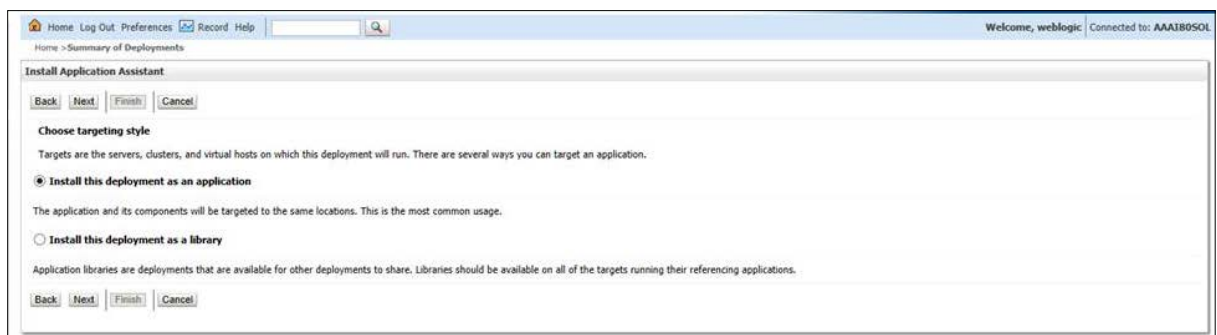 Home Log Out Preferences Record Help
Welcome, weblogic Connected to: AAAI80SOL
Home >Summary of Deployments
Install Application Assistant
Back Next Finish Cancel
Choose targeting style
Targets are the servers, clusters, and virtual hosts on which this deployment will run. There are several ways you can target an application.
Install this deployment as an application
The application and its components will be targeted to the same locations. This is the most common usage.
Install this deployment as a library
Application libraries are deployments that are available for other deployments to share. Libraries should be available on all of the targets running their referencing applications.
Back Next Finish Cancel